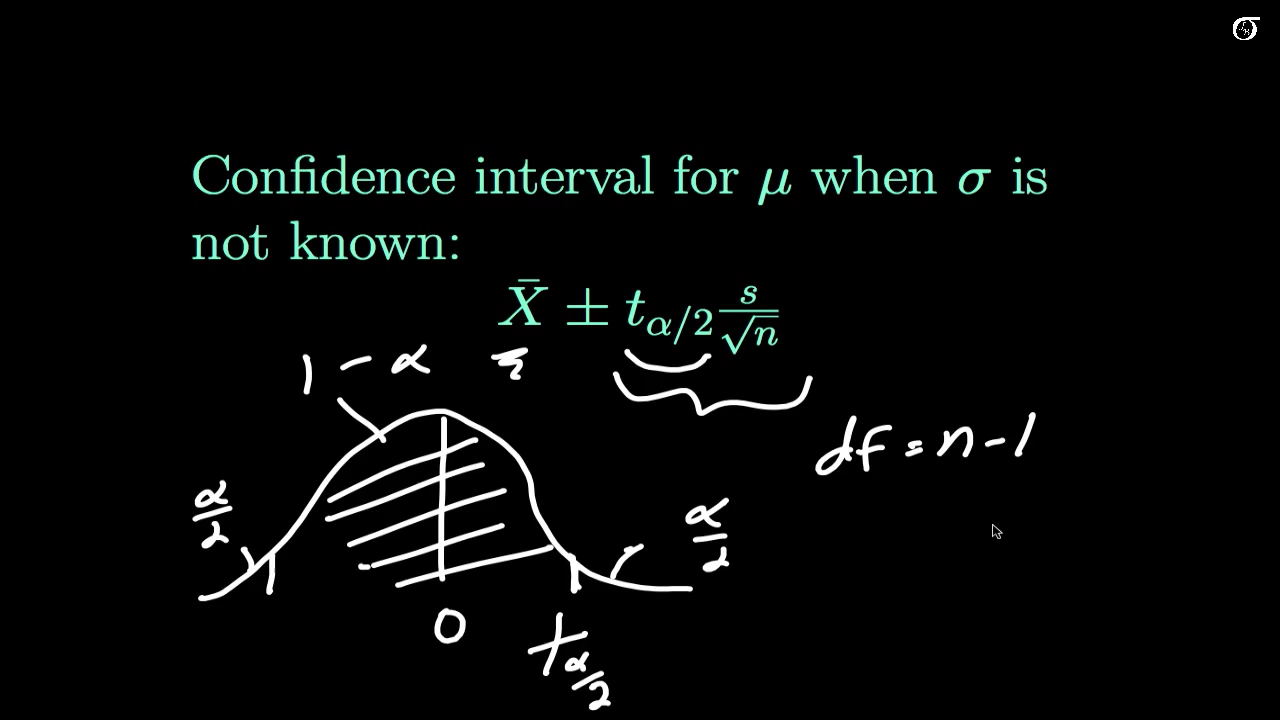 Confidence interval for μ when σ is
not known:
X̄ ± t_{α/2} s/√n
1 - α
df = n - 1
α/2
α/2
0
t_{α/2}